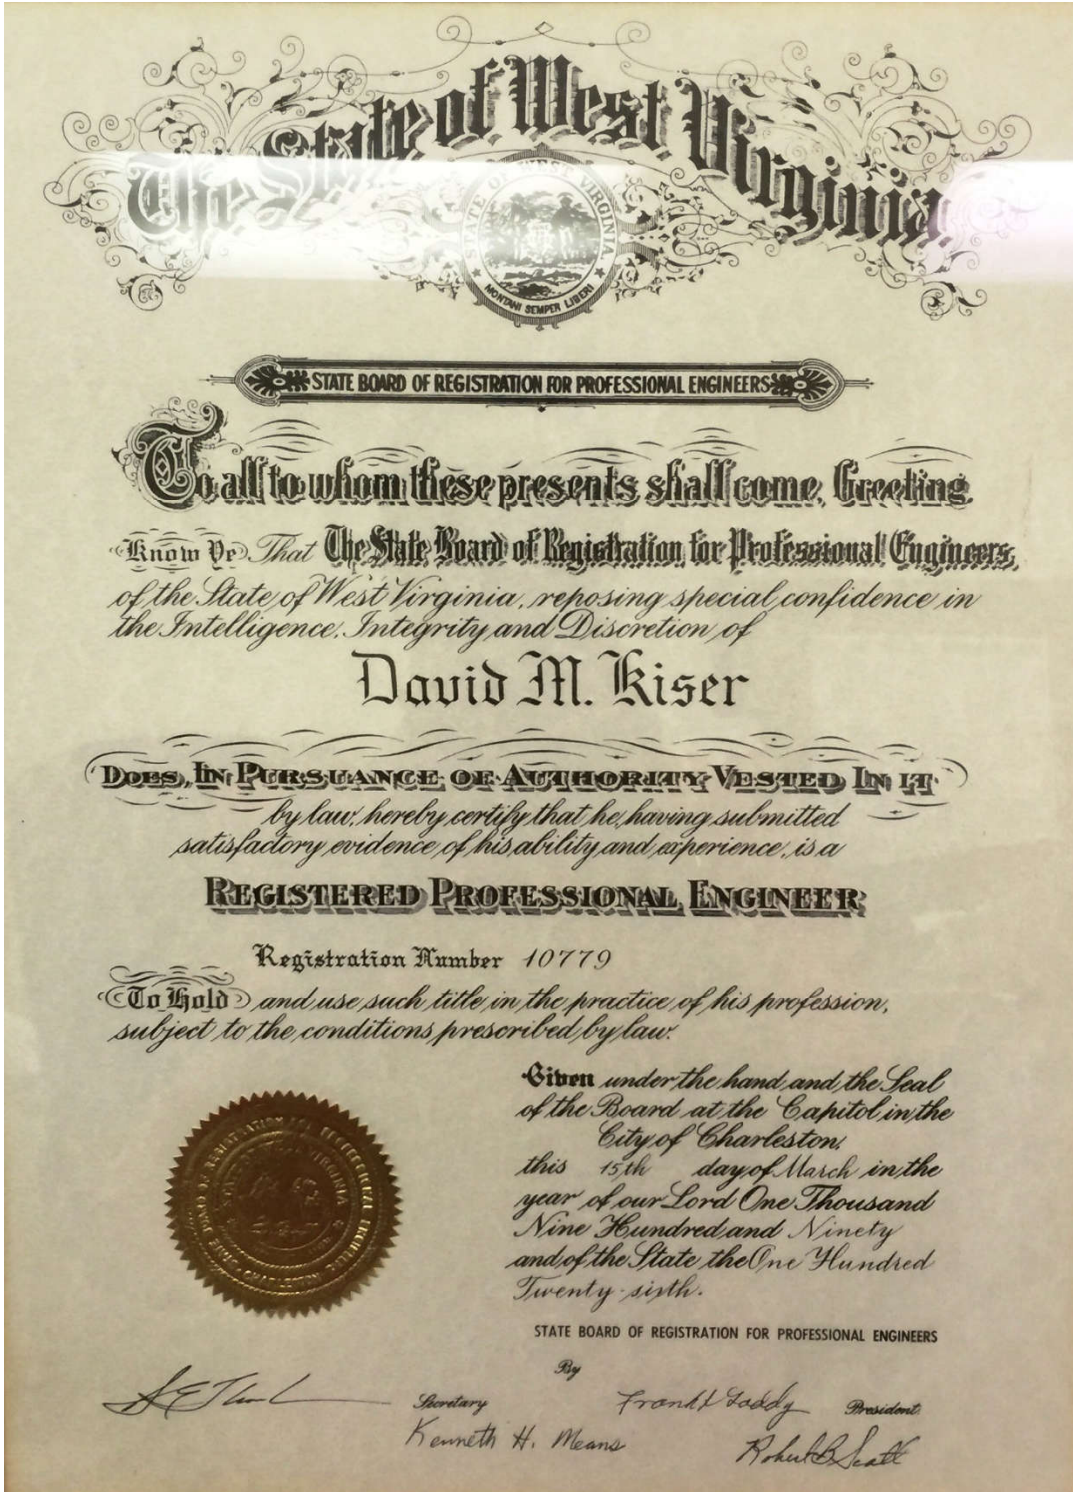 The State of West Virginia
STATE OF WEST VIRGINIA
MONTANI SEMPER LIBERI
STATE BOARD OF REGISTRATION FOR PROFESSIONAL ENGINEERS
To all to whom these presents shall come, Greeting
Know Ye, That The State Board of Registration for Professional Engineers,
of the State of West Virginia, reposing special confidence in
the Intelligence, Integrity and Discretion of
David M. Kiser
DOES, IN PURSUANCE OF AUTHORITY VESTED IN IT
by law, hereby certify that he, having submitted
satisfactory evidence of his ability and experience, is a
REGISTERED PROFESSIONAL ENGINEER
Registration Number 10779
To Hold and use such title in the practice of his profession,
subject to the conditions prescribed by law.
Given under the hand and the Seal
of the Board at the Capitol in the
City of Charleston,
this 15th day of March in the
year of our Lord One Thousand
Nine Hundred and Ninety
and of the State the One Hundred
Twenty-sixth.
STATE BOARD OF REGISTRATION FOR PROFESSIONAL ENGINEERS
By
Secretary
President
Kenneth H. Means
Robert B. Scott